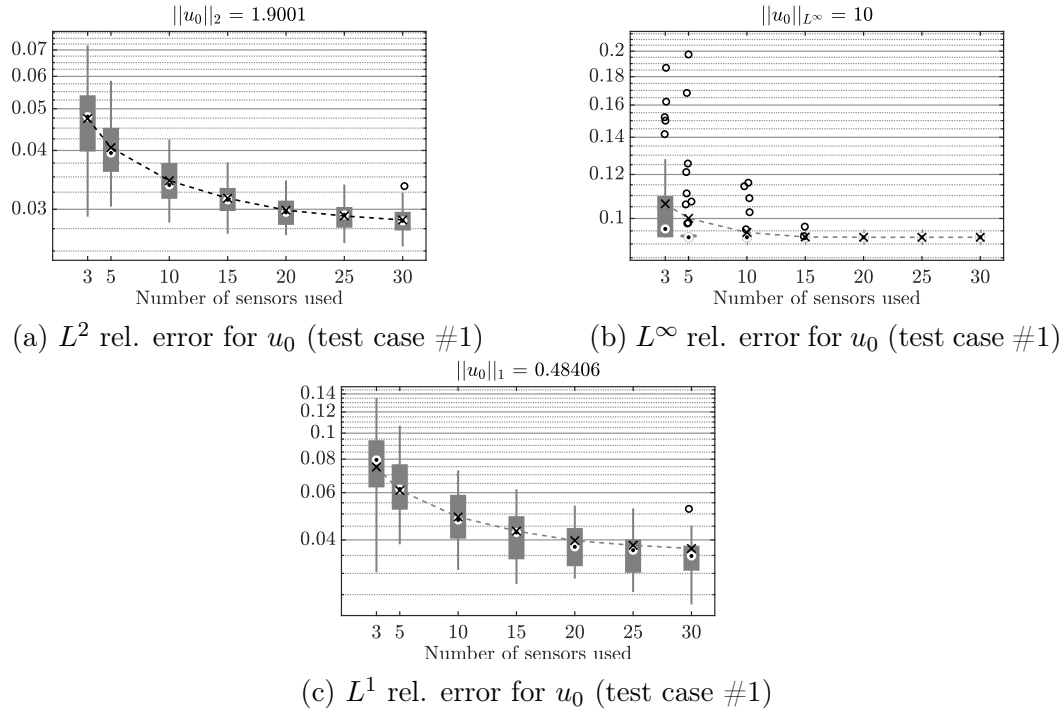 ||u_0||_2 = 1.9001
0.07
0.06
0.05
0.04
0.03
3 5 10 15 20 25 30
Number of sensors used
(a) L^2 rel. error for u_0 (test case #1)
||u_0||_{L^∞} = 10
0.2
0.18
0.16
0.14
0.12
0.1
3 5 10 15 20 25 30
Number of sensors used
(b) L^∞ rel. error for u_0 (test case #1)
||u_0||_1 = 0.48406
0.14
0.12
0.1
0.08
0.06
0.04
3 5 10 15 20 25 30
Number of sensors used
(c) L^1 rel. error for u_0 (test case #1)